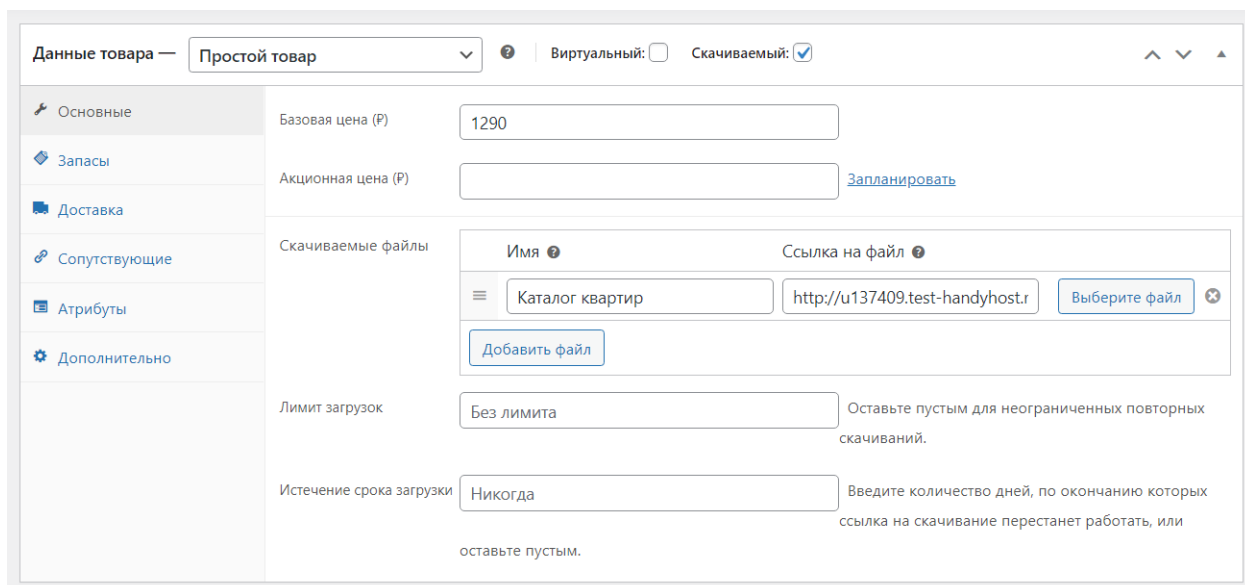 Данные товара — Простой товар Виртуальный: Скачиваемый:
Основные
Запасы
Доставка
Сопутствующие
Атрибуты
Дополнительно
Базовая цена (₽) 1290
Акционная цена (₽) Запланировать
Скачиваемые файлы
Имя Ссылка на файл
Каталог квартир http://u137409.test-handyhost.r Выберите файл
Добавить файл
Лимит загрузок Без лимита Оставьте пустым для неограниченных повторных
скачиваний.
Истечение срока загрузки Никогда Введите количество дней, по окончанию которых
ссылка на скачивание перестанет работать, или
оставьте пустым.